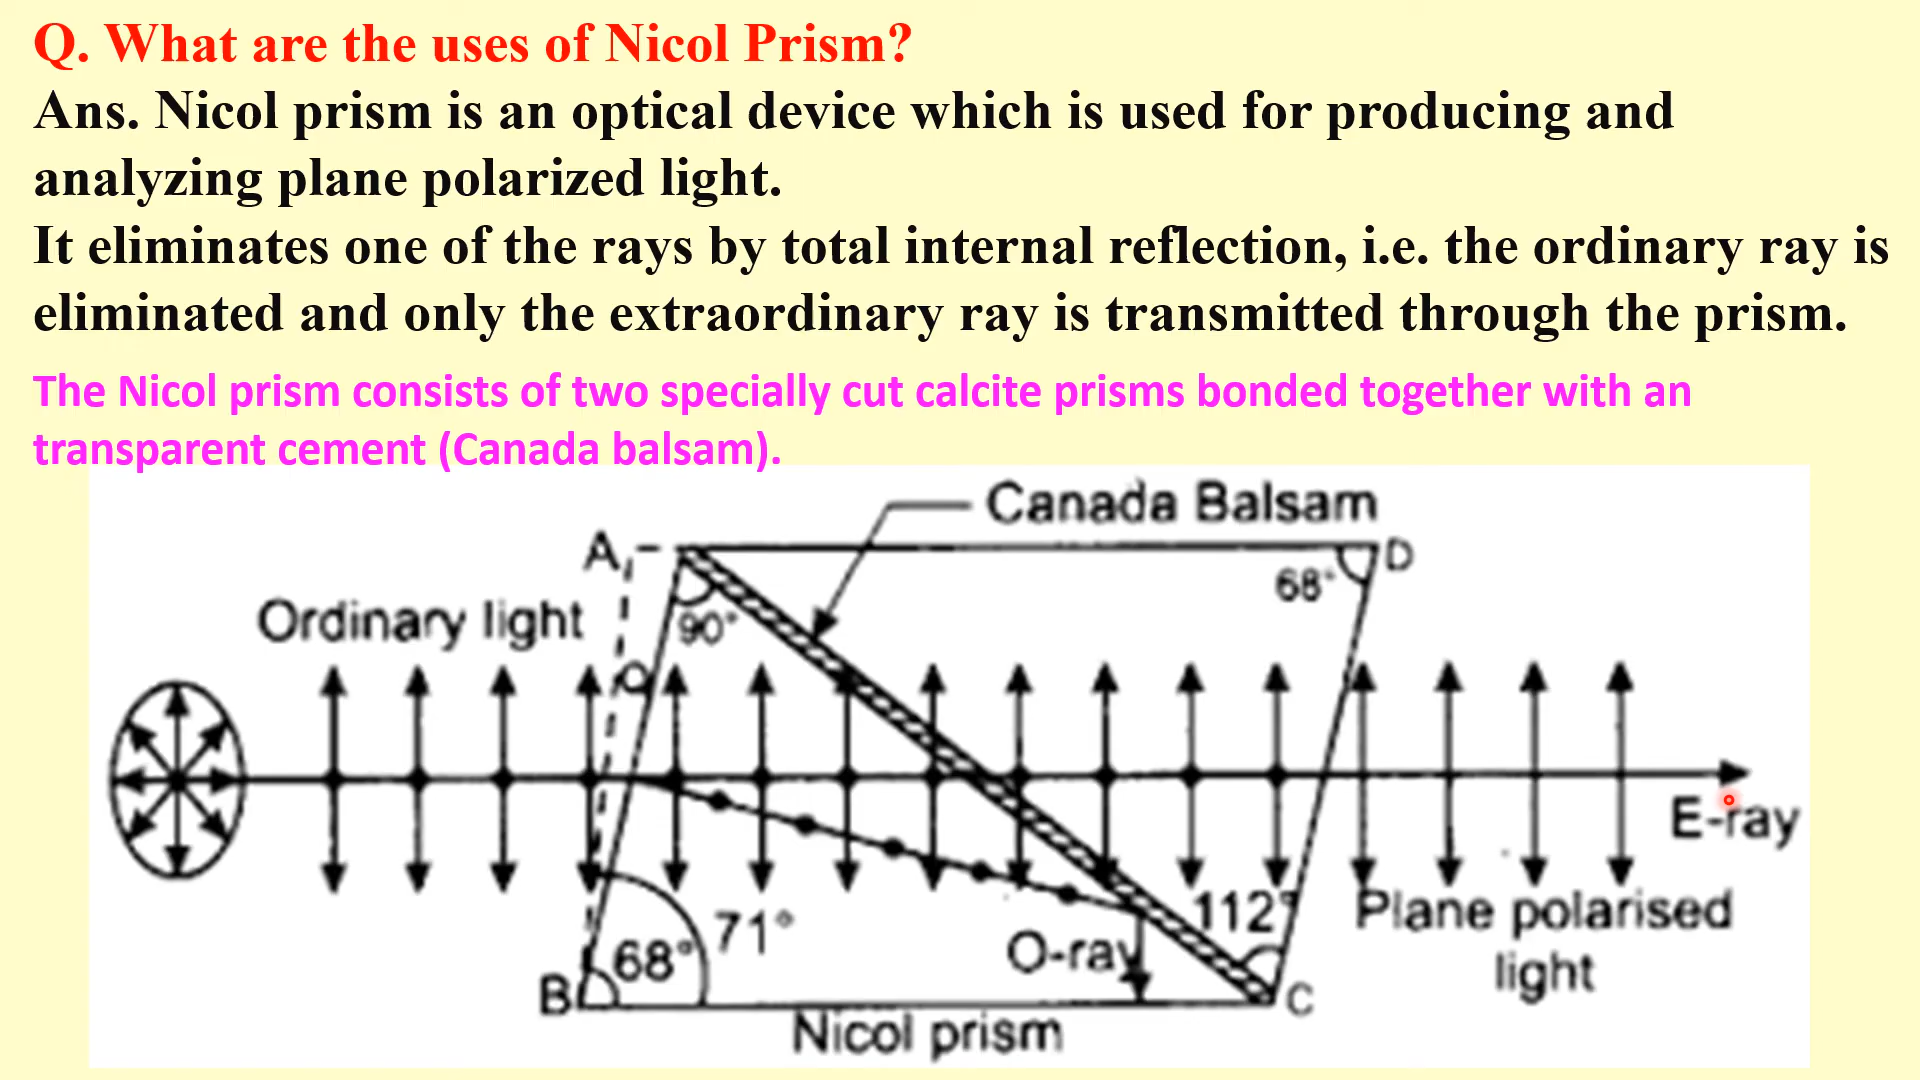 Q. What are the uses of Nicol Prism?
Ans. Nicol prism is an optical device which is used for producing and
analyzing plane polarized light.
It eliminates one of the rays by total internal reflection, i.e. the ordinary ray is
eliminated and only the extraordinary ray is transmitted through the prism.
The Nicol prism consists of two specially cut calcite prisms bonded together with an
transparent cement (Canada balsam).
Canada Balsam
A
D
68°
Ordinary light
90°
E-ray
112°
Plane polarised
71°
68°
O-ray
light
B
C
Nicol prism